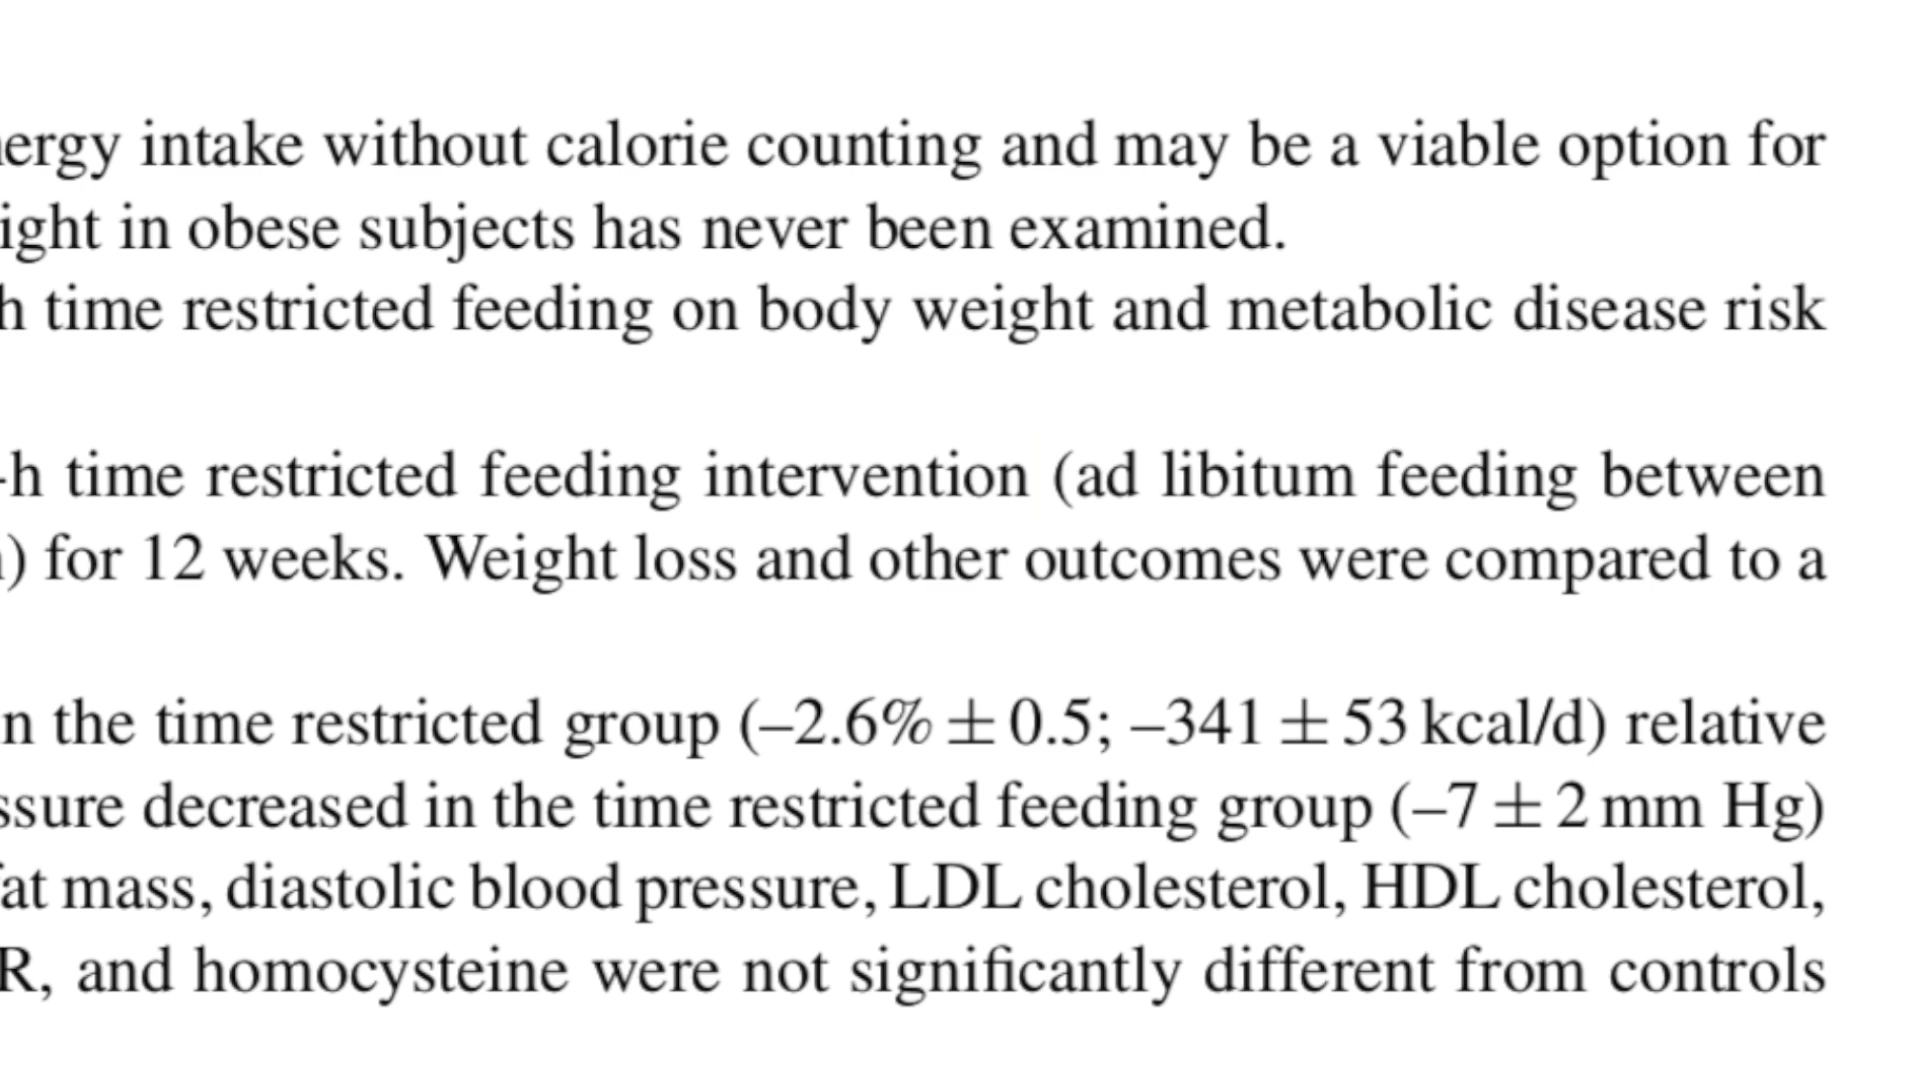 ergy intake without calorie counting and may be a viable option for
ight in obese subjects has never been examined.
h time restricted feeding on body weight and metabolic disease risk
-h time restricted feeding intervention (ad libitum feeding between
) for 12 weeks. Weight loss and other outcomes were compared to a
n the time restricted group (–2.6% ± 0.5; –341 ± 53 kcal/d) relative
ssure decreased in the time restricted feeding group (–7 ± 2 mm Hg)
at mass, diastolic blood pressure, LDL cholesterol, HDL cholesterol,
R, and homocysteine were not significantly different from controls